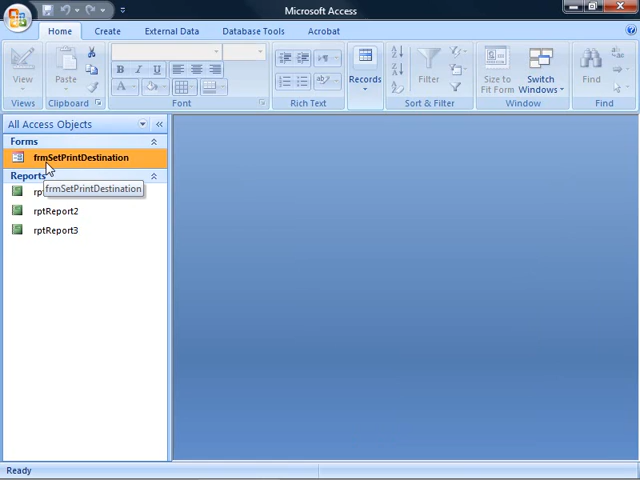 Microsoft Access
Home Create External Data Database Tools Acrobat
View
Views
Paste
Clipboard
B I U
A
Font
Rich Text
Records
Filter
Sort & Filter
Size to
Fit Form
Switch
Windows
Window
Find
Find
All Access Objects
Forms
frmSetPrintDestination
Reports
frmSetPrintDestination
rptReport2
rptReport3
Ready